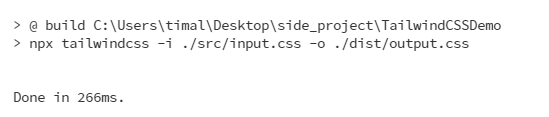 > @ build C:\Users\timal\Desktop\side_project\TailwindCSSDemo
> npx tailwindcss -i ./src/input.css -o ./dist/output.css
Done in 266ms.